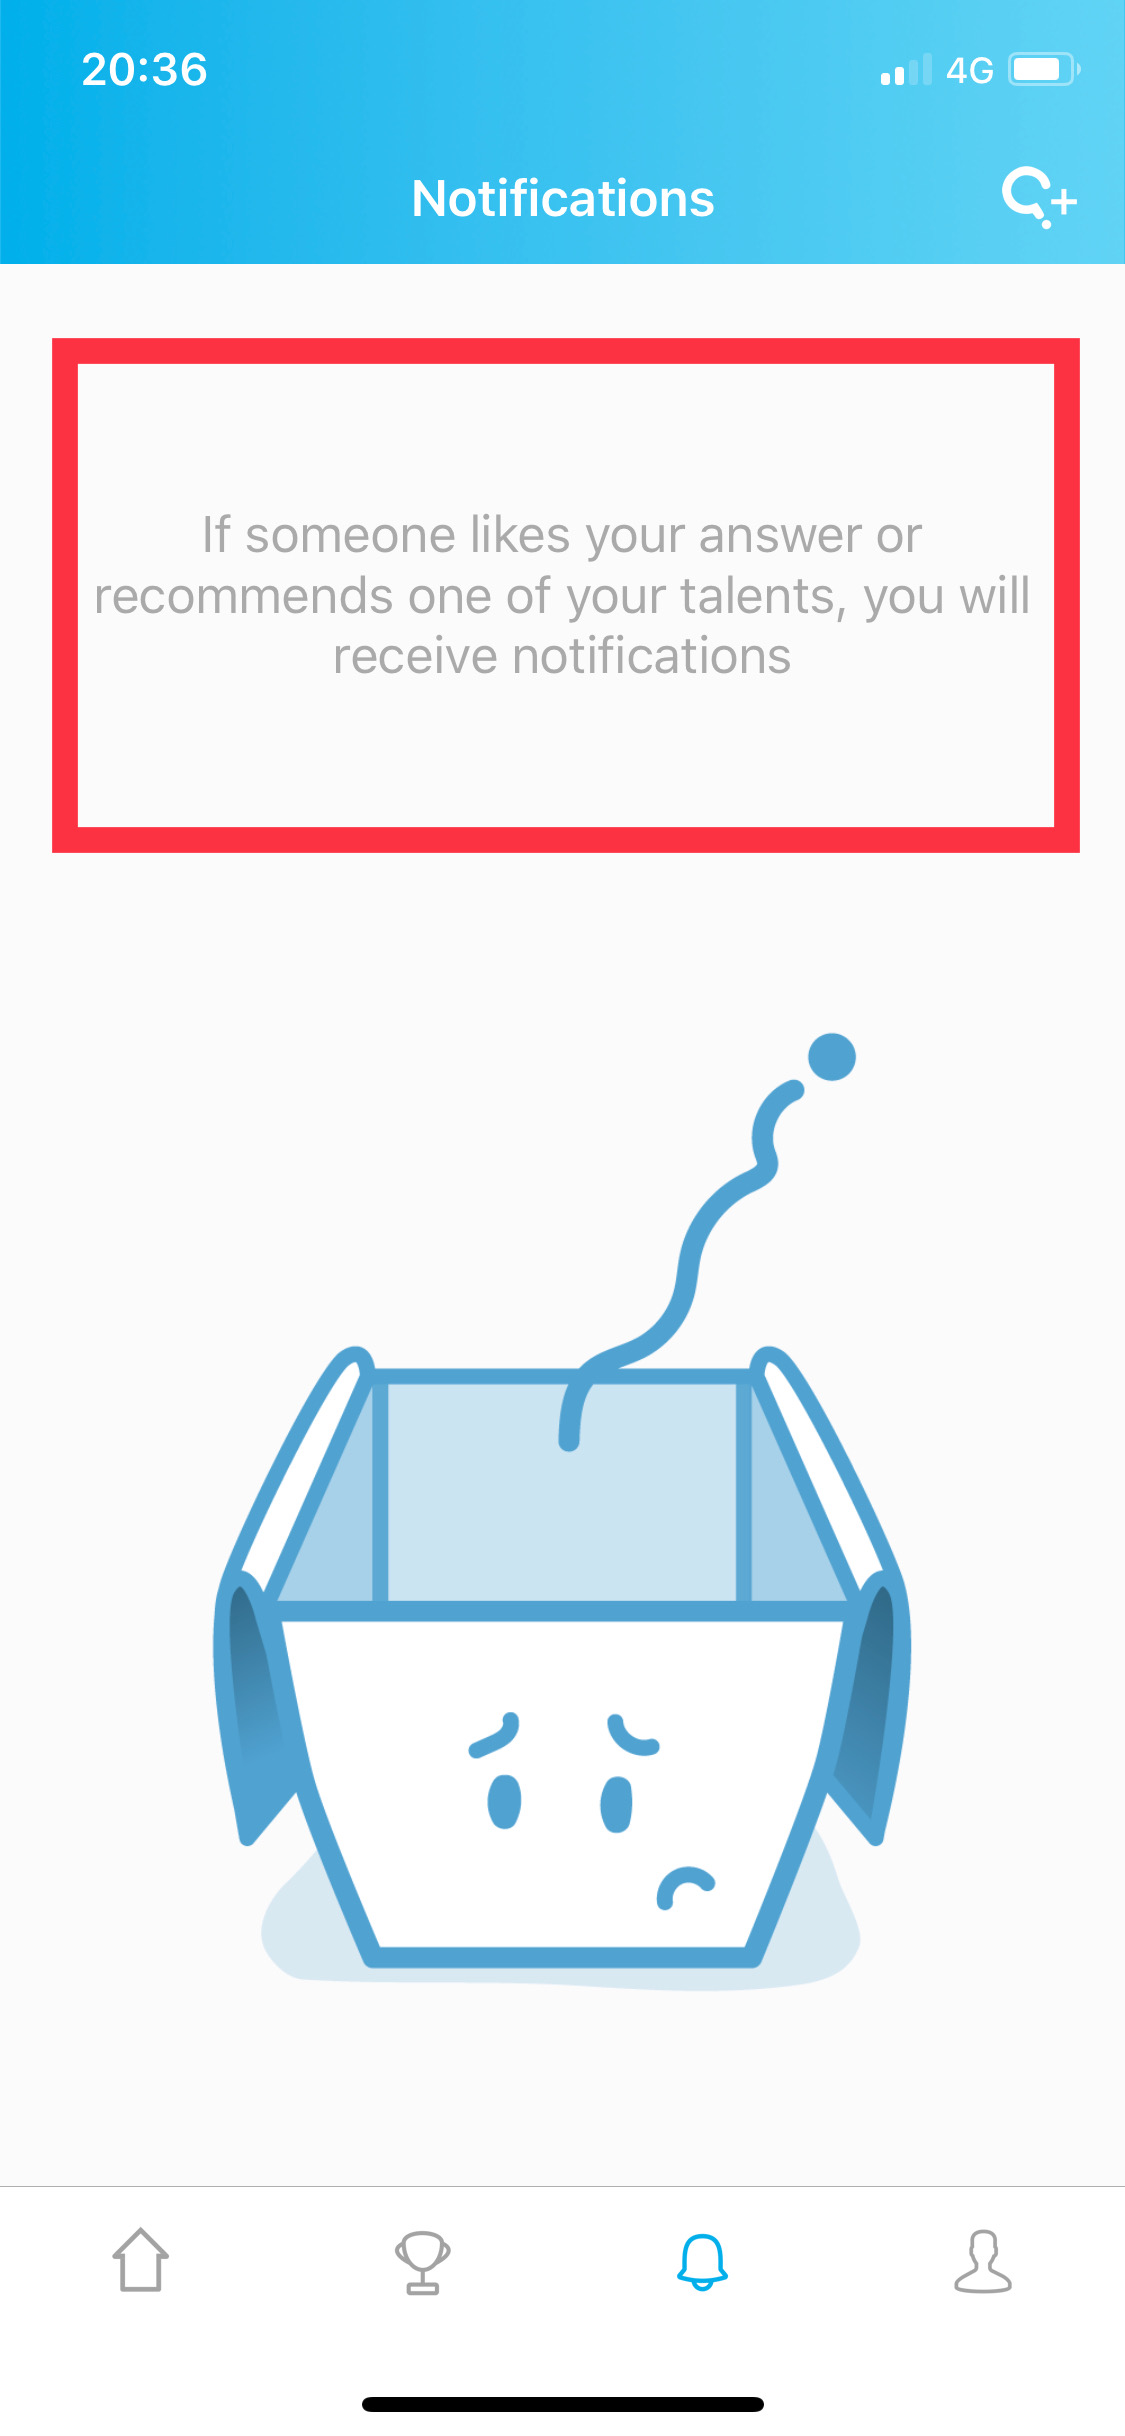 20:36
4G
Notifications
If someone likes your answer or
recommends one of your talents, you will
receive notifications